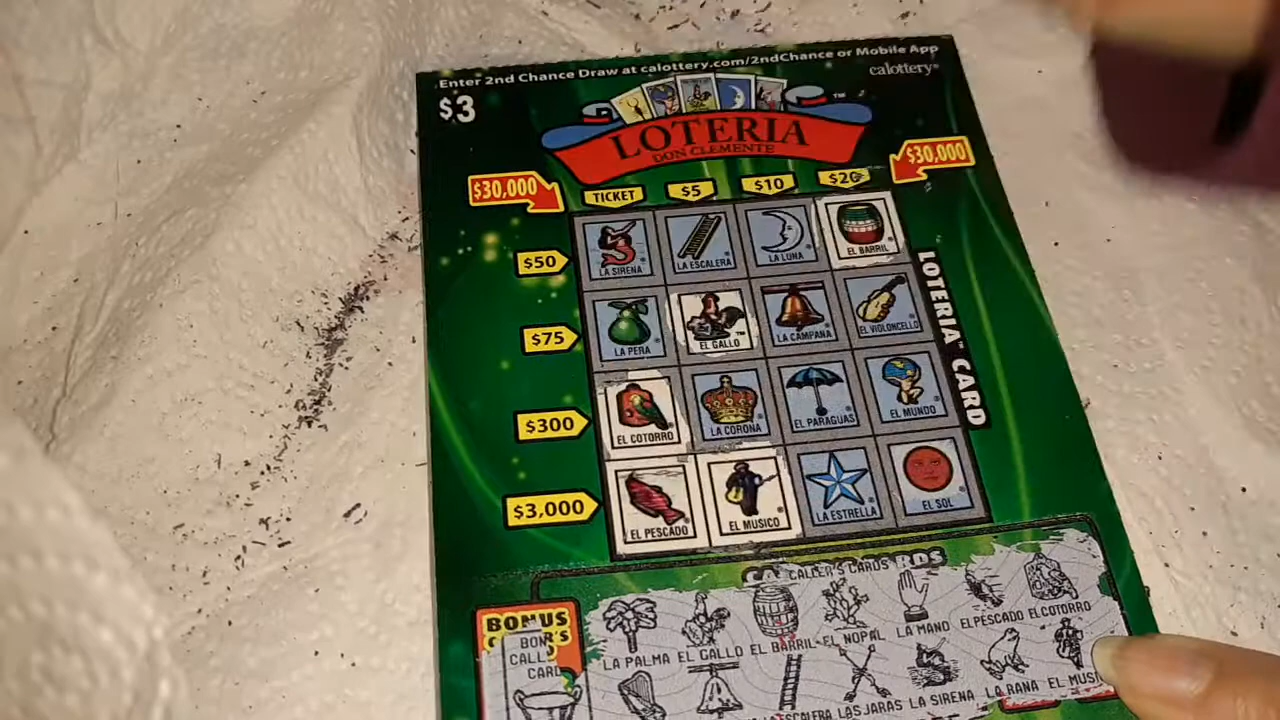 Enter 2nd Chance Draw at calottery.com/2ndChance or Mobile App
$3
calottery
LOTERIA™
DON CLEMENTE
$30,000
$30,000
TICKET $5 $10 $20
$50
LA SIRENA LA ESCALERA LA LUNA EL BARRIL
$75
LA PERA EL GALLO LA CAMPANA EL VIOLONCELLO
$300
EL COTORRO LA CORONA EL PARAGUAS EL MUNDO
$3,000
EL PESCADO EL MUSICO LA ESTRELLA EL SOL
LOTERIA™ CARD
CALLER'S CARDS
BONUS
LA PALMA EL GALLO EL BARRIL EL NOPAL LA MANO EL PESCADO EL COTORRO
LA ESCALERA LAS JARAS LA SIRENA LA RANA